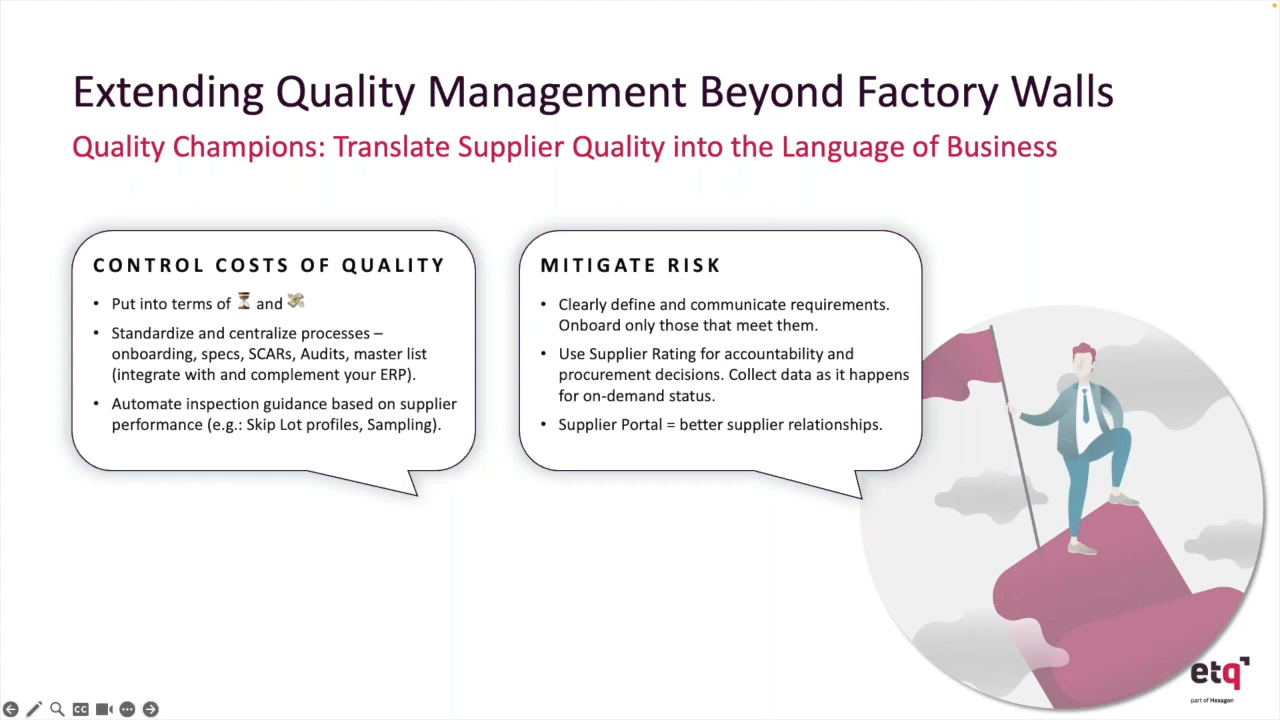 Extending Quality Management Beyond Factory Walls
Quality Champions: Translate Supplier Quality into the Language of Business
CONTROL COSTS OF QUALITY
• Put into terms of ⏳ and 💸
• Standardize and centralize processes –
onboarding, specs, SCARs, Audits, master list
(integrate with and complement your ERP).
• Automate inspection guidance based on supplier
performance (e.g.: Skip Lot profiles, Sampling).
MITIGATE RISK
• Clearly define and communicate requirements.
Onboard only those that meet them.
• Use Supplier Rating for accountability and
procurement decisions. Collect data as it happens
for on-demand status.
• Supplier Portal = better supplier relationships.
etq
part of Hexagon
CC